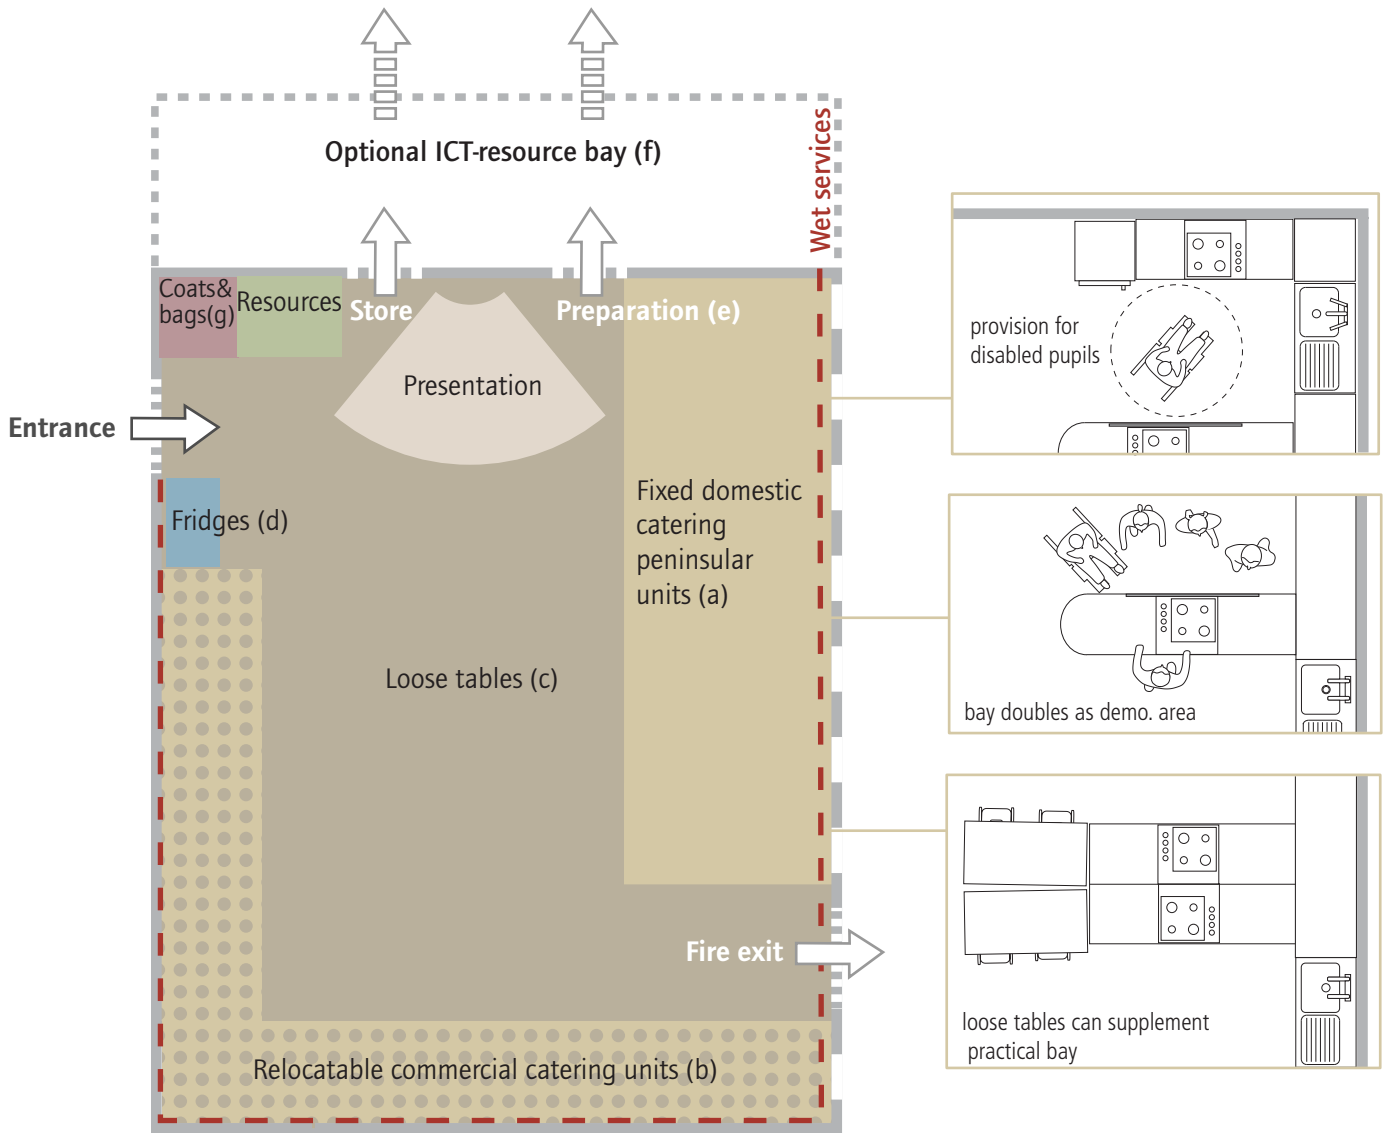 Optional ICT-resource bay (f)
Wet services
Coats&
bags(g)
Resources
Store
Preparation (e)
Presentation
Entrance
Fridges (d)
Fixed domestic
catering
peninsular
units (a)
Loose tables (c)
Fire exit
Relocatable commercial catering units (b)
provision for
disabled pupils
bay doubles as demo. area
loose tables can supplement
practical bay